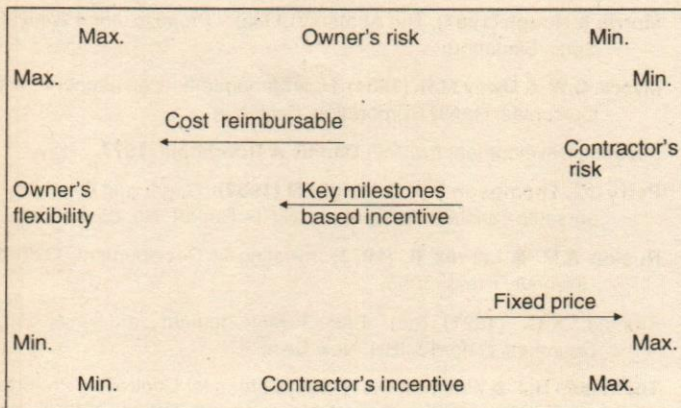 Max. Owner's risk Min.
Max. Min.
Cost reimbursable
Contractor's
risk
Owner's
flexibility
Key milestones
based incentive
Fixed price
Min. Max.
Min. Contractor's incentive Max.